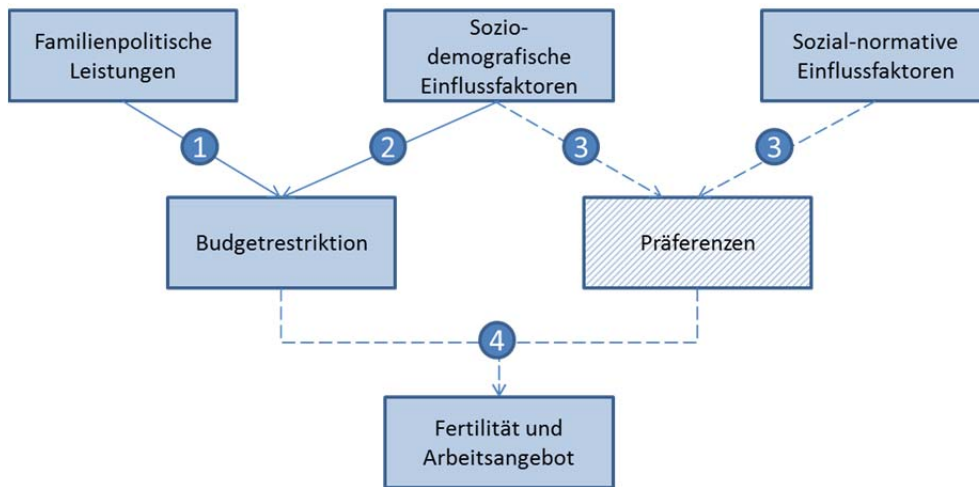 Familienpolitische
Leistungen
Sozio-
demografische
Einflussfaktoren
Sozial-normative
Einflussfaktoren
1
2
3
3
Budgetrestriktion
Präferenzen
4
Fertilität und
Arbeitsangebot